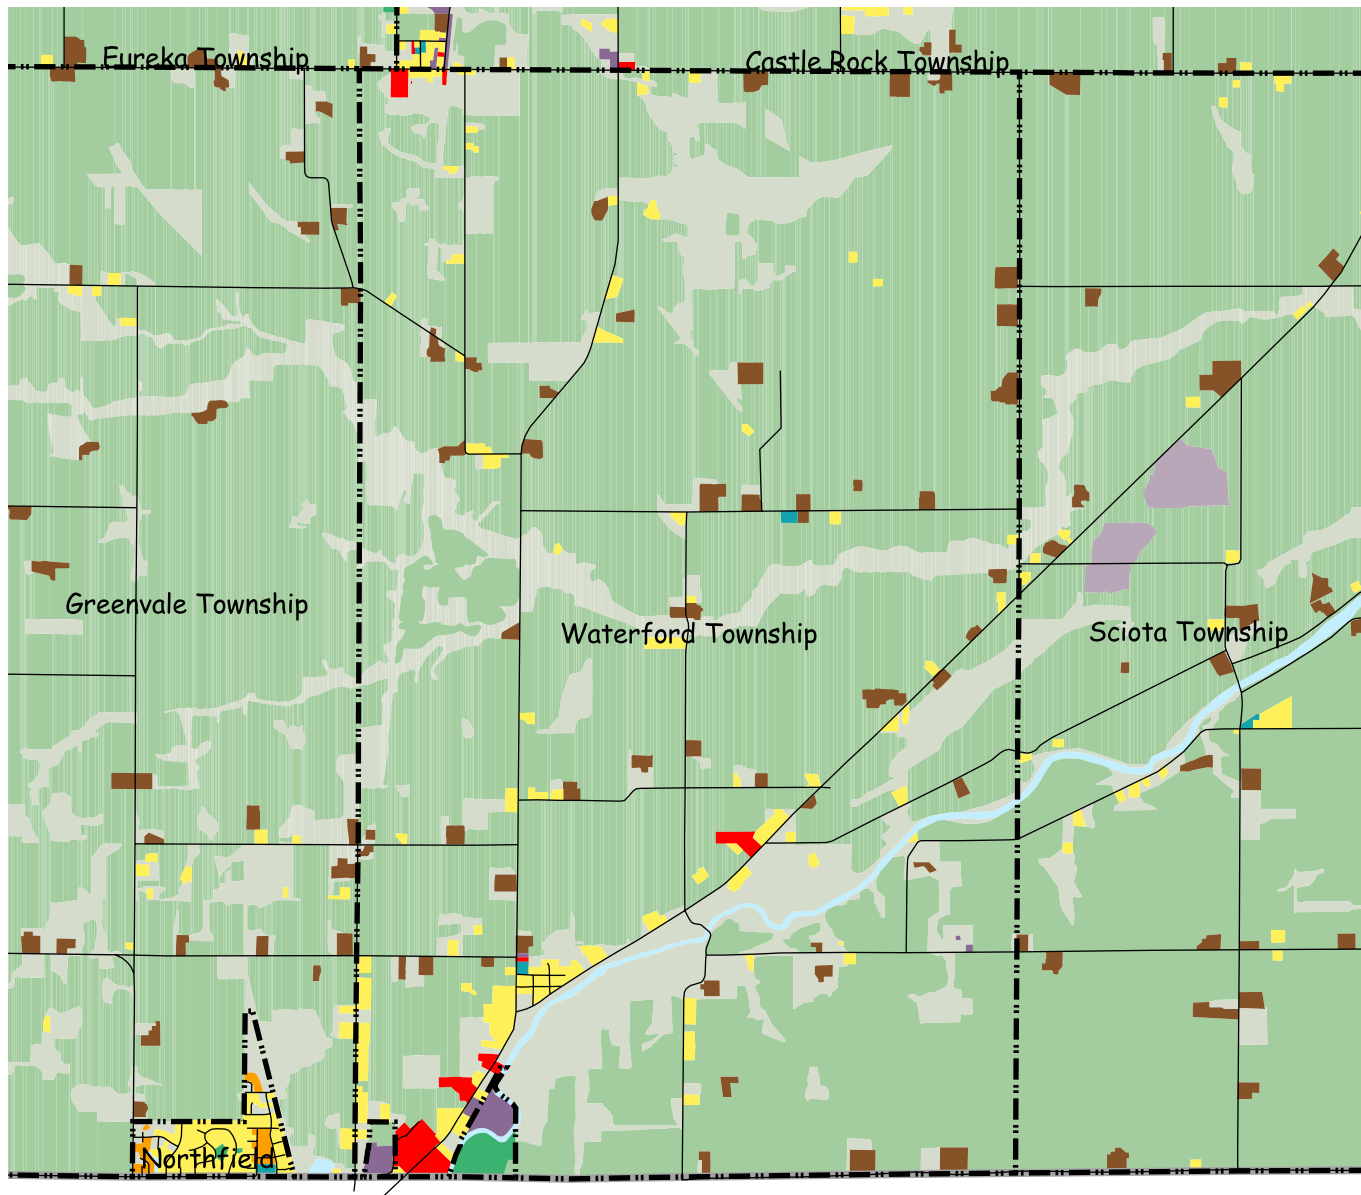 Eureka Township
Castle Rock Township
Greenvale Township
Waterford Township
Sciota Township
Northfield